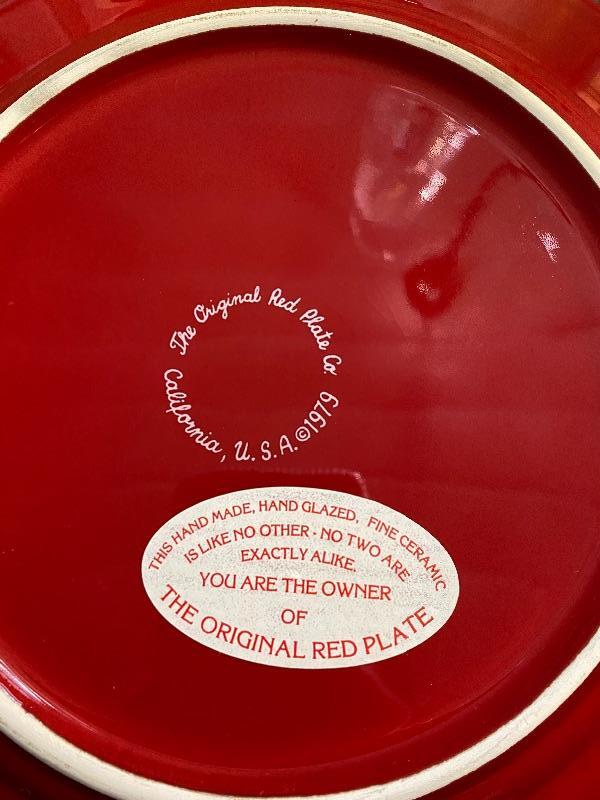 The Original Red Plate Co.
California, U.S.A. ©1979
THIS HAND MADE, HAND GLAZED, FINE CERAMIC
IS LIKE NO OTHER · NO TWO ARE
EXACTLY ALIKE.
YOU ARE THE OWNER
OF
THE ORIGINAL RED PLATE